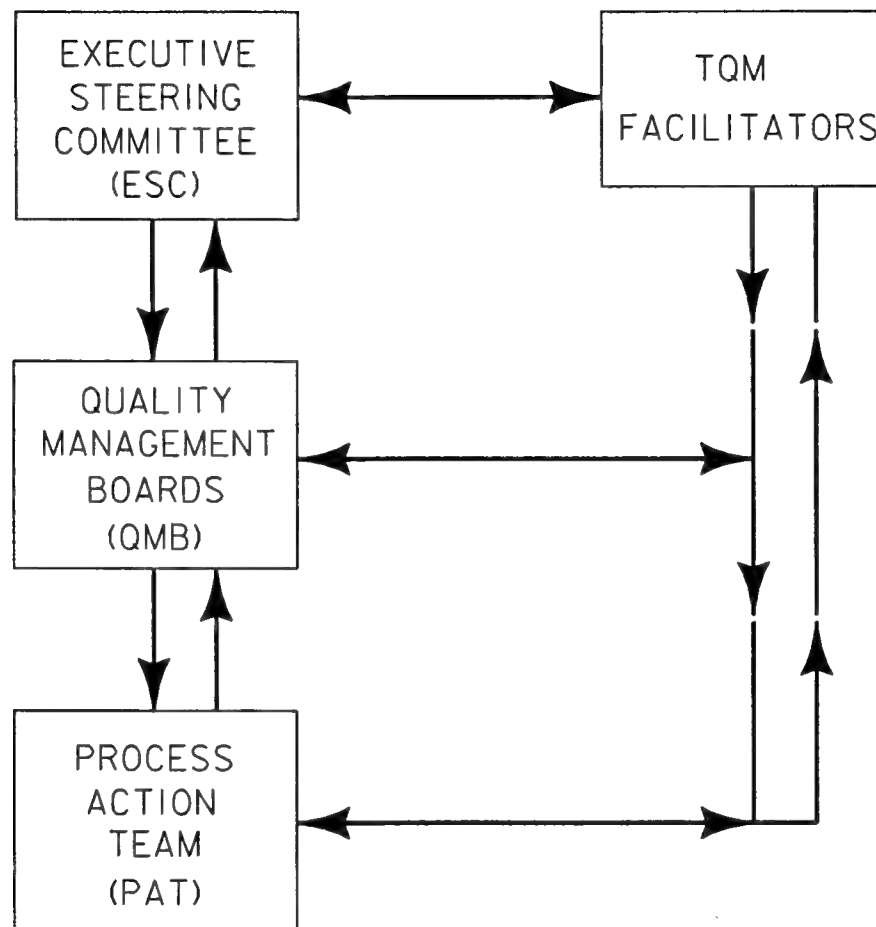 EXECUTIVE
STEERING
COMMITTEE
(ESC)
TQM
FACILITATORS
QUALITY
MANAGEMENT
BOARDS
(QMB)
PROCESS
ACTION
TEAM
(PAT)